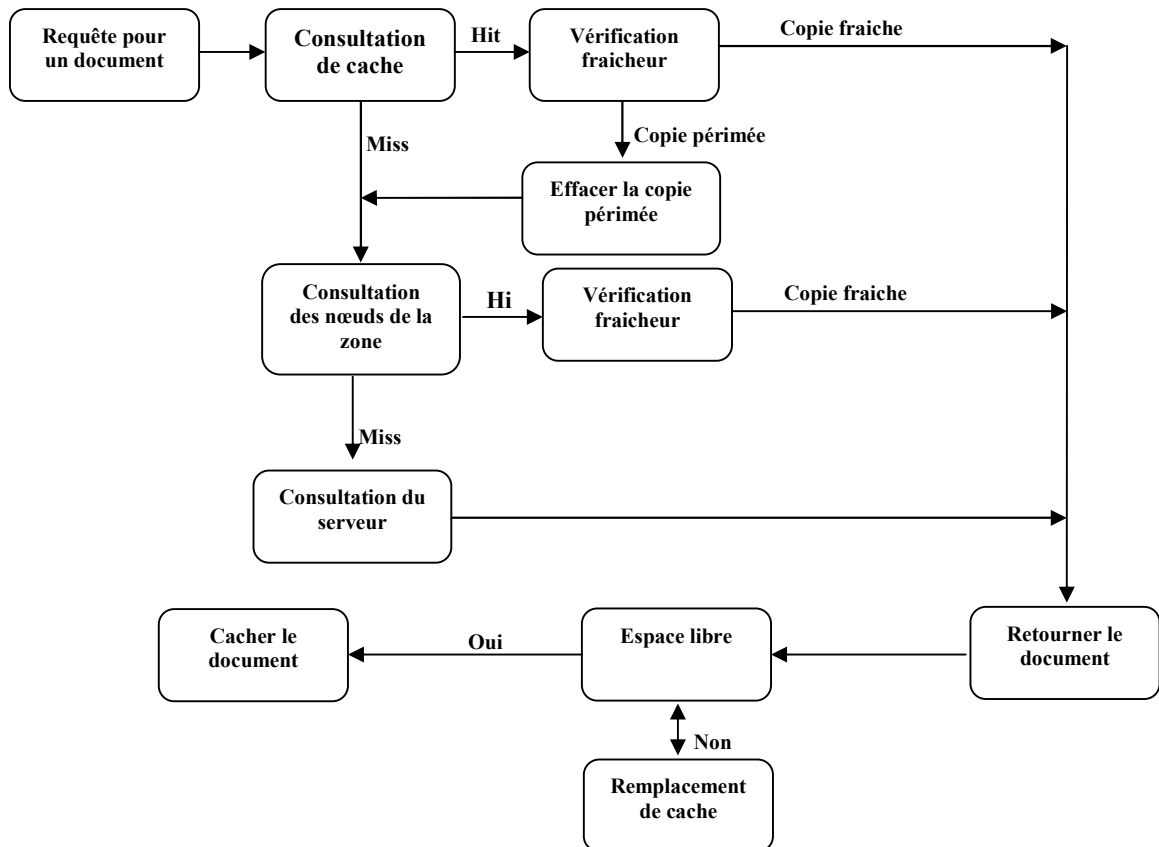 Requête pour
un document
Consultation
de cache
Hit
Vérification
fraicheur
Copie fraiche
Miss
Copie périmée
Effacer la copie
périmée
Consultation
des nœuds de la
zone
Hi
Vérification
fraicheur
Copie fraiche
Miss
Consultation du
serveur
Cacher le
document
Oui
Espace libre
Retourner le
document
Non
Remplacement
de cache